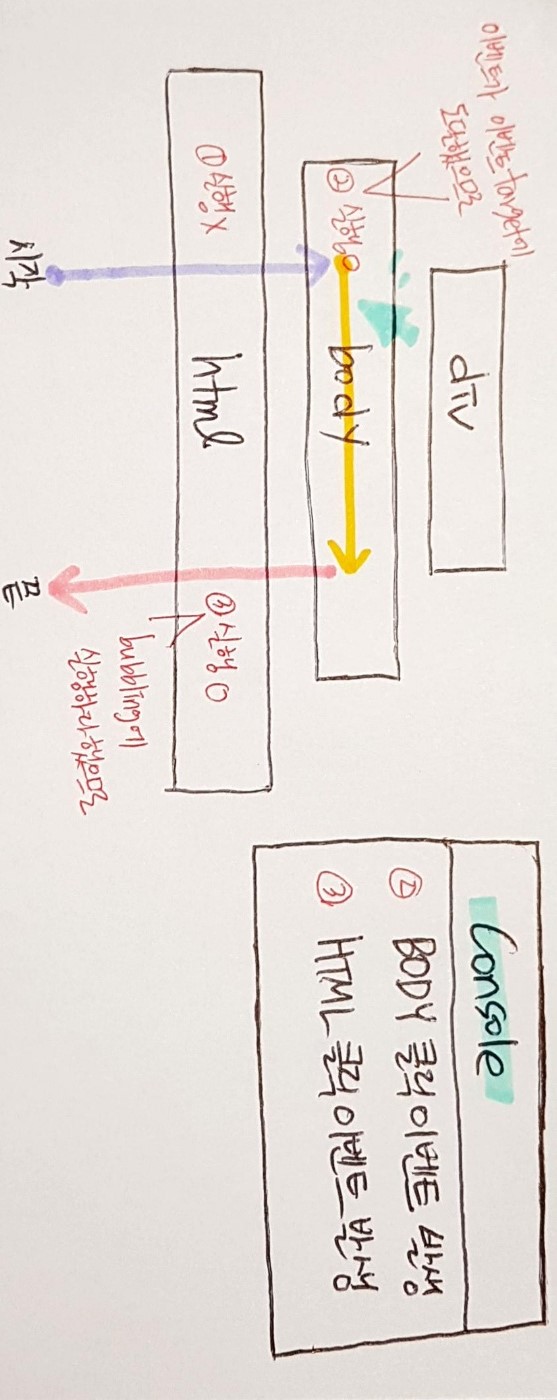 이벤트가 이벤트 target에
도달했으므로
div
② 실행○
body
① 실행 X
html
③ 실행 ○
bubbling에
실행하라 했으므로
시작
끝
Console
② BODY 클릭 이벤트 발생
③ HTML 클릭 이벤트 발생